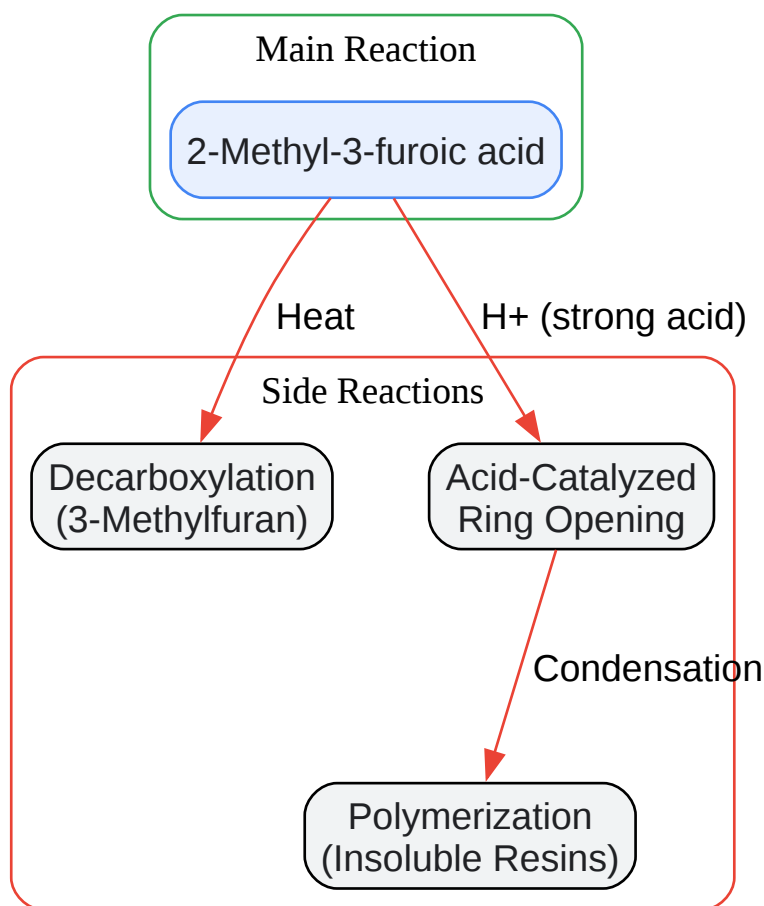 Main Reaction
2-Methyl-3-furoic acid
Heat
H+ (strong acid)
Side Reactions
Decarboxylation
(3-Methylfuran)
Acid-Catalyzed
Ring Opening
Condensation
Polymerization
(Insoluble Resins)